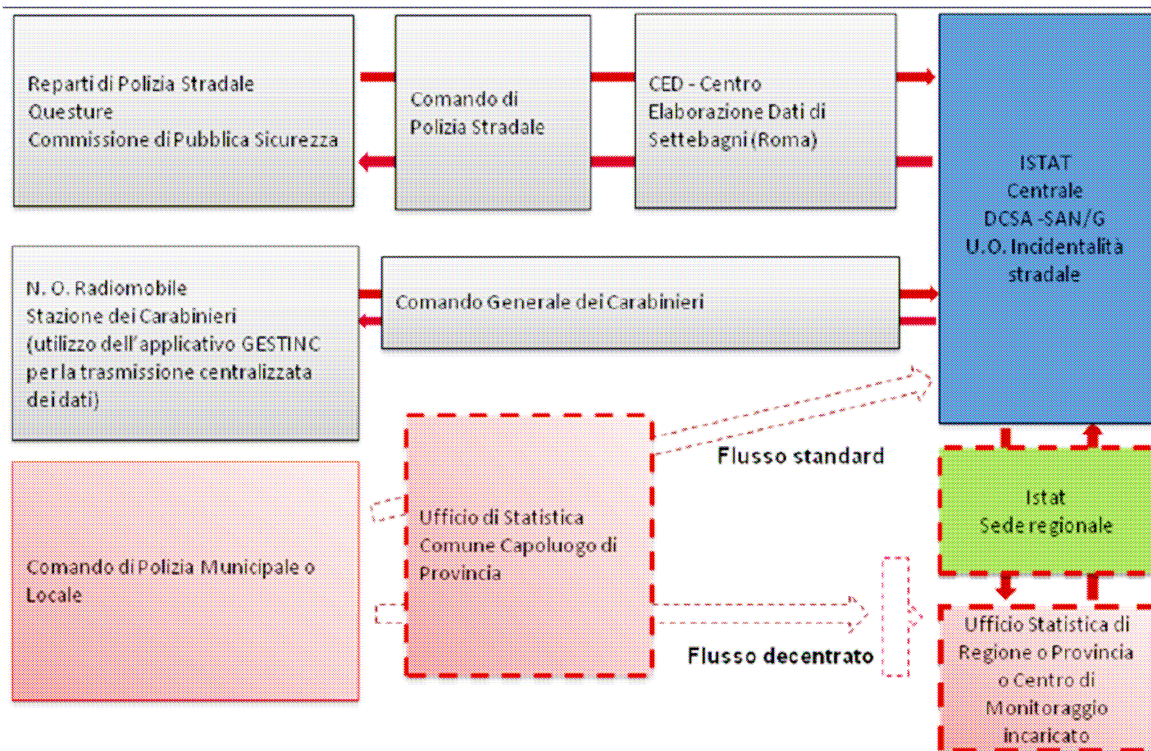 Reparti di Polizia Stradale
Questure
Commissione di Pubblica Sicurezza
Comando di
Polizia Stradale
CED - Centro
Elaborazione Dati di
Settebagni (Roma)
ISTAT
Centrale
DCSA -SAN/G
U.O. Incidentalità
stradale
N. O. Radiomobile
Stazione dei Carabinieri
(utilizzo dell'applicativo GESTINC
per la trasmissione centralizzata
dei dati)
Comando Generale dei Carabinieri
Flusso standard
Comando di Polizia Municipale o
Locale
Ufficio di Statistica
Comune Capoluogo di
Provincia
Flusso decentrato
Istat
Sede regionale
Ufficio Statistica di
Regione o Provincia
o Centro di
Monitoraggio
incaricato